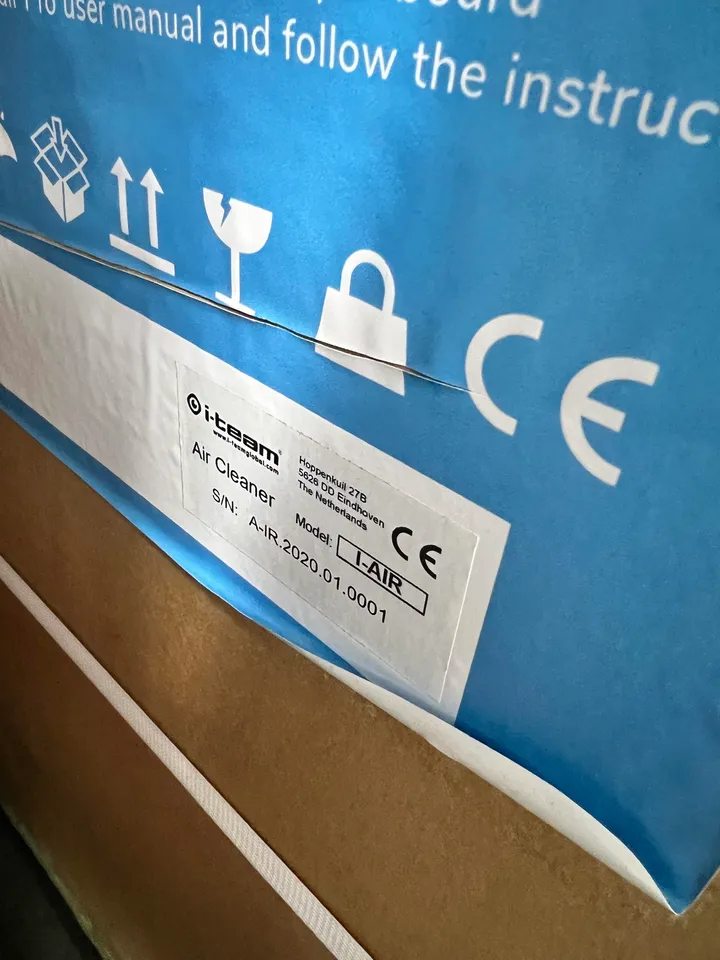 user manual and follow the instruc
CE
i-team
www.i-teamglobal.com
Air Cleaner
S/N: A-IR.2020.01.0001
Hoppenkuil 27B
5626 DD Eindhoven
The Netherlands
Model: I-AIR
CE